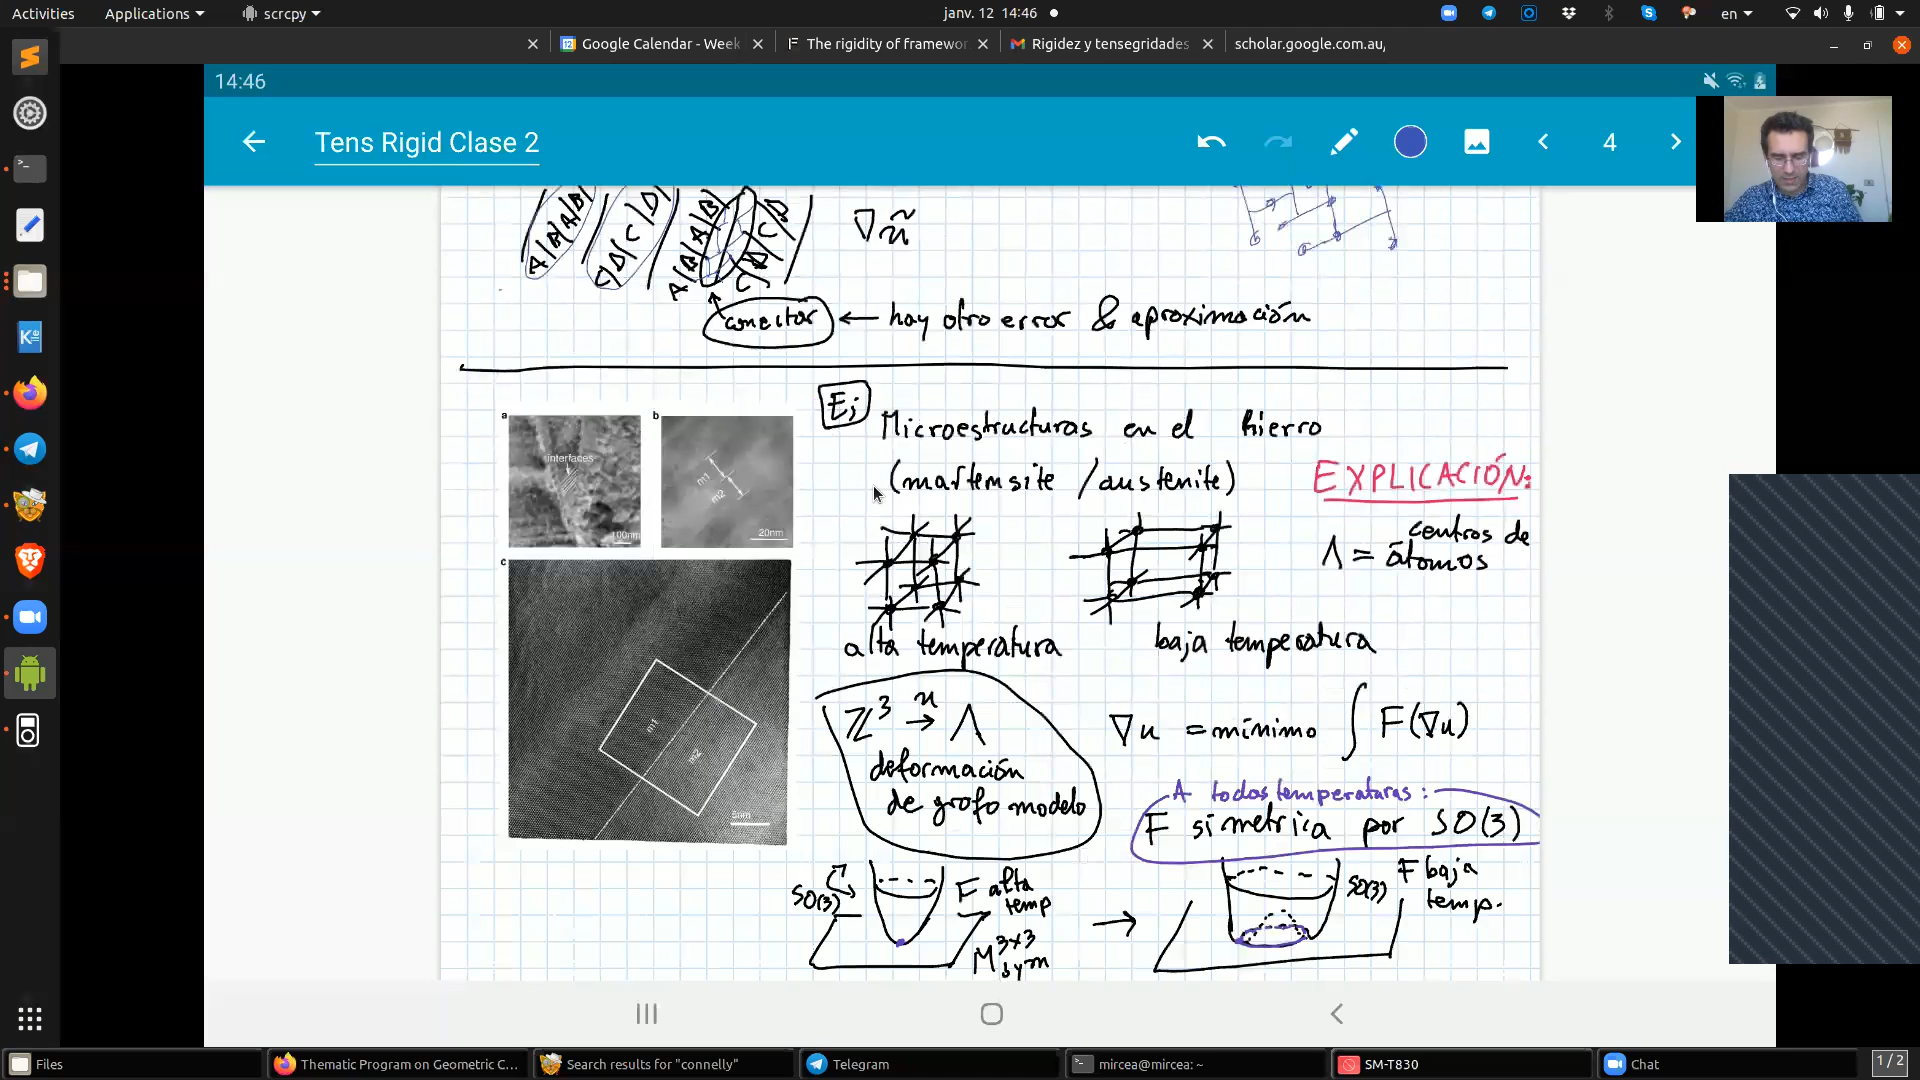 Activities
Applications
scrcpy
janv. 12 14:46
en
Google Calendar - Week
The rigidity of framewor
Rigidez y tensegridades
scholar.google.com.au,
14:46
Tens Rigid Clase 2
4
A|B|A|B
C|D|C|D
A|B|A|B
C|D|C|D
∇ũ
conector ← hay otro error & aproximación
Ej
Microestructuras en el hierro
(martensite / austenite)
EXPLICACIÓN:
Λ = centros de átomos
a
interfaces
100nm
b
m1
m2
20nm
c
m1
m2
5nm
alta temperatura
baja temperatura
ℤ³ →u Λ
deformación
de grafo modelo
∇u = mínimo ∫ F(∇u)
A todas temperaturas:
F simetrica por SO(3)
SO(3)
F alta
temp
M³ˣ³ sym
→
SO(3)
F baja
temp.
Files
Thematic Program on Geometric C...
Search results for "connelly"
Telegram
mircea@mircea: ~
SM-T830
Chat
1 / 2